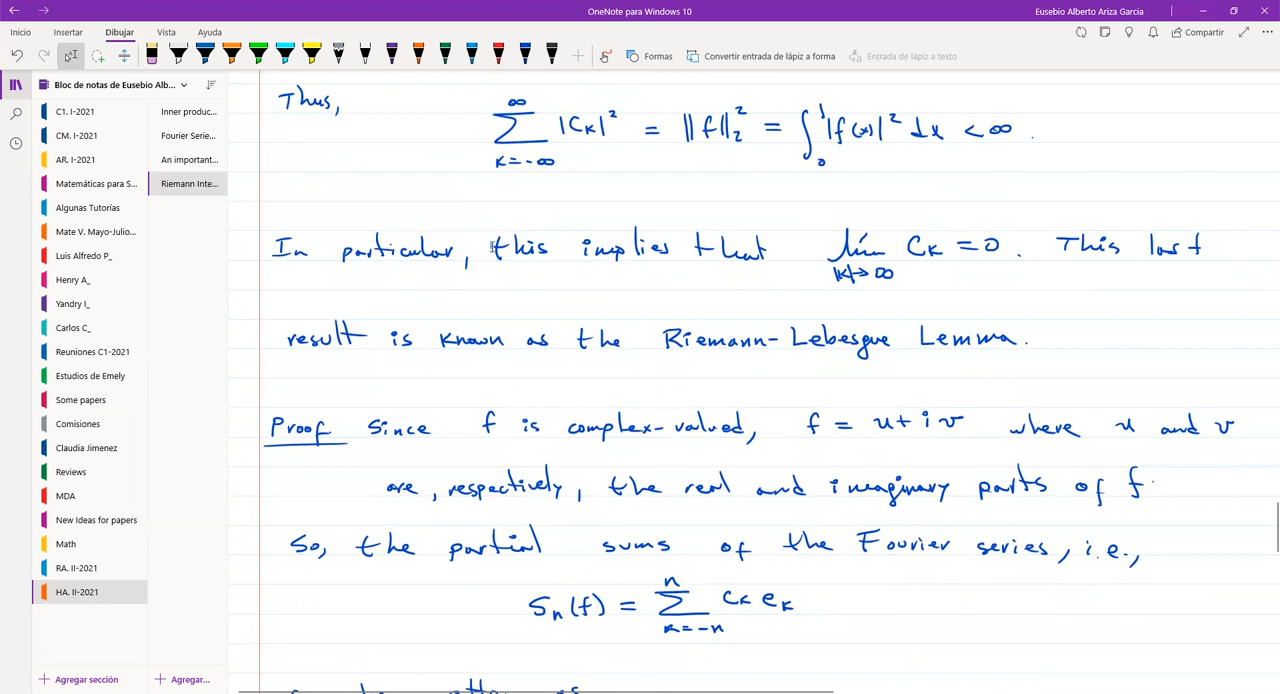 OneNote para Windows 10
Eusebio Alberto Ariza Garcia
Inicio Insertar Dibujar Vista Ayuda
Compartir
Formas Convertir entrada de lápiz a forma Entrada de lápiz a texto
Bloc de notas de Eusebio Alb...
C1. I-2021
CM. I-2021
AR. I-2021
Matemáticas para S...
Algunas Tutorías
Mate V. Mayo-Julio...
Luis Alfredo P_
Henry A_
Yandry I_
Carlos C_
Reuniones C1-2021
Estudios de Emely
Some papers
Comisiones
Claudia Jimenez
Reviews
MDA
New Ideas for papers
Math
RA. II-2021
HA. II-2021
Agregar sección
Inner produc...
Fourier Serie...
An important...
Riemann Inte...
Agregar...
Thus,
∑_{k=-∞}^{∞} |c_k|² = ‖f‖₂² = ∫₀¹ |f(x)|² dx < ∞ .
In particular, this implies that lím_{|k|→∞} c_k = 0 . This last
result is known as the Riemann-Lebesgue Lemma.
Proof Since f is complex-valued, f = u + i v where u and v
are, respectively, the real and imaginary parts of f.
So, the partial sums of the Fourier series, i.e.,
S_n(f) = ∑_{k=-n}^{n} c_k e_k